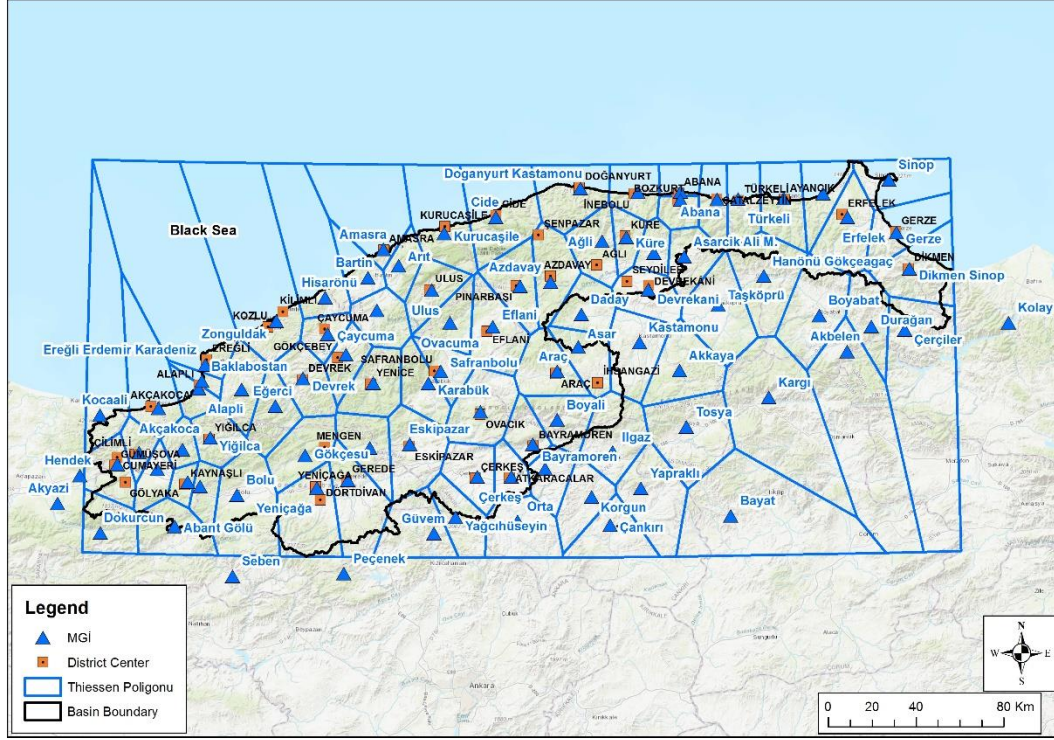 Sinop
Doganyurt Kastamonu
DOĞANYURT
ABANA
BOZKURT
TÜRKELİ
AYANCIK
İNEBOLU
ÇATALZEYTİN
Cide
CİDE
Abana
Türkeli
ERFELEK
KURUCAŞİLE
ŞENPAZAR
GERZE
Black Sea
Kurucaşile
Ağli
KÜRE
Küre
Asarcik Ali M.
Erfelek
Gerze
Amasra
AMASRA
AĞLI
DİKMEN
Bartin
Arıt
Azdavay
AZDAVAY
SEYDİLER
Hanönü Gökçeağaç
Dikmen Sinop
Hisarönü
ULUS
PINARBAŞI
DEVREKANİ
Taşköprü
KİLİMLİ
Daday
Devrekani
Boyabat
Kolay
KOZLU
ÇAYCUMA
Ulus
Eflani
Durağan
Zonguldak
Çaycuma
Ovacuma
EFLANİ
Asar
Kastamonu
Akbelen
Çerçiler
Ereğli Erdemir Karadeniz
EREĞLİ
GÖKÇEBEY
SAFRANBOLU
Araç
Akkaya
Baklabostan
DEVREK
YENİCE
Safranbolu
İHSANGAZİ
ALAPLI
Eğerci
Devrek
Karabük
ARAÇ
Kargı
AKÇAKOCA
Kocaali
Alapli
OVACIK
Boyali
Tosya
Akçakoca
YIĞILCA
Eskipazar
ÇİLİMLİ
Yiğilca
MENGEN
BAYRAMÖREN
Ilgaz
GÜMÜŞOVA
Gökçesu
ESKİPAZAR
Bayramoren
Hendek
CUMAYERİ
KAYNAŞLI
GEREDE
ÇERKEŞ
Yapraklı
Akyazi
GÖLYAKA
Bolu
YENİÇAĞA
DÖRTDİVAN
ATKARACALAR
Çerkeş
Orta
Korgun
Bayat
Dokurcun
Abant Gölü
Yeniçağa
Güvem
Yağcıhüseyin
Çankırı
Seben
Peçenek
Legend
MGİ
District Center
Thiessen Poligonu
Basin Boundary
Ankara
N
W E
S
0 20 40 80 Km